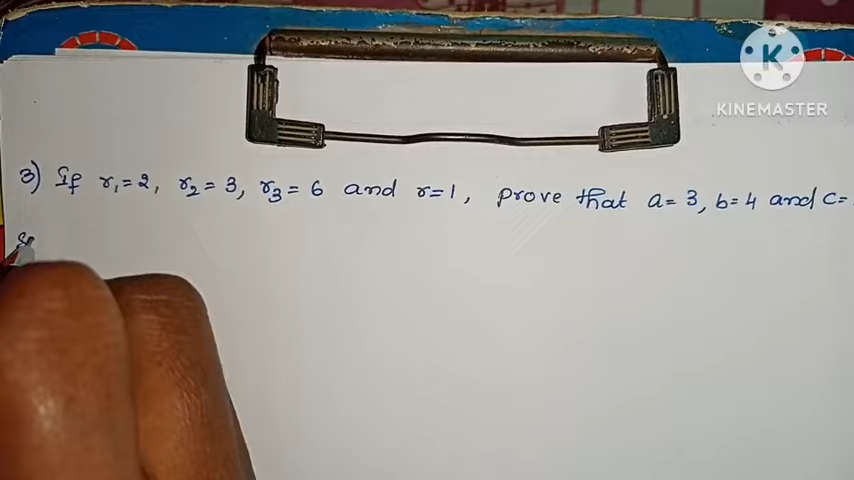 KINEMASTER
3) If r₁=2, r₂=3, r₃=6 and r=1, prove that a=3, b=4 and c=